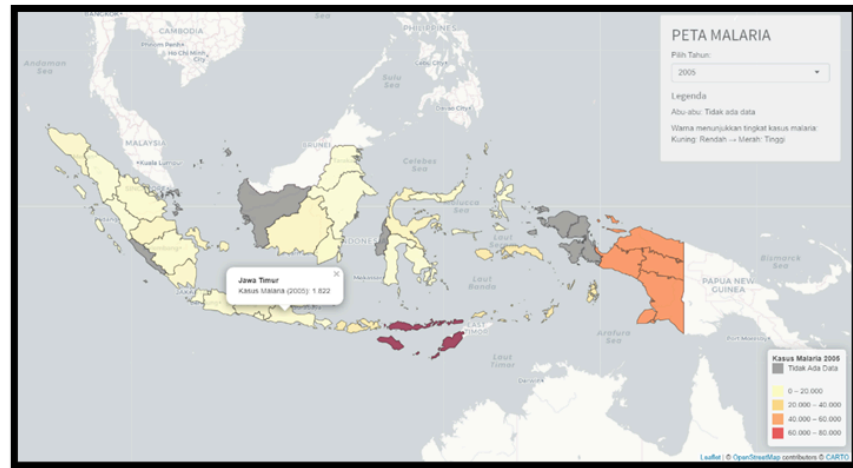 PETA MALARIA
Pilih Tahun:
2005
Legenda
Abu-abu: Tidak ada data
Warna menunjukkan tingkat kasus malaria:
Kuning: Rendah → Merah: Tinggi
BANGKOK
CAMBODIA
Phnom Penh
Ho Chi Minh City
Andaman
Sea
PHILIPPINES
Cebu City
Sulu
Sea
Davao City
MALAYSIA
Kuala Lumpur
BRUNEI
Celebes
Sea
Laut
Banda
PAPUA NEW
GUINEA
Bismarck
Sea
Jawa Timur
Kasus Malaria (2005): 1.822
EAST
TIMOR
Laut
Timor
Arafura
Sea
Port Moresby
Darwin
Kasus Malaria 2005
Tidak Ada Data
0 – 20.000
20.000 – 40.000
40.000 – 60.000
60.000 – 80.000
Leaflet | © OpenStreetMap contributors © CARTO